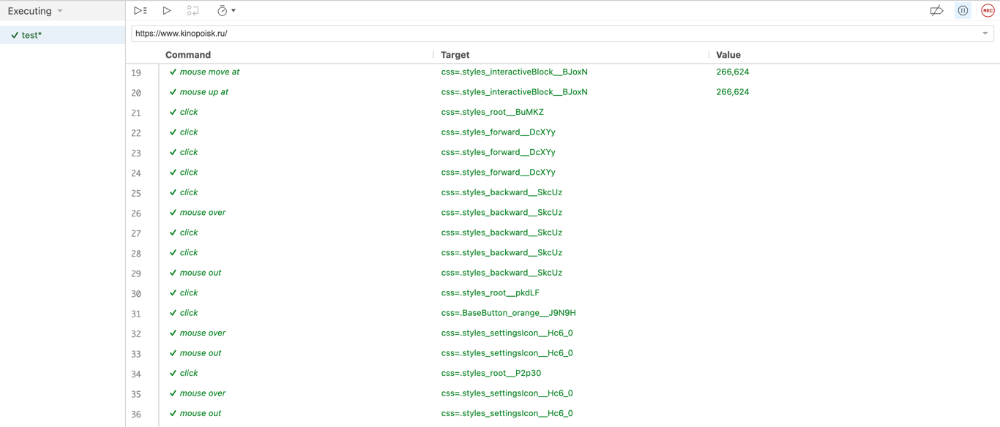 Executing
REC
test*
https://www.kinopoisk.ru/
Command Target Value
19 mouse move at css=.styles_interactiveBlock__BJoxN 266,624
20 mouse up at css=.styles_interactiveBlock__BJoxN 266,624
21 click css=.styles_root__BuMKZ
22 click css=.styles_forward__DcXYy
23 click css=.styles_forward__DcXYy
24 click css=.styles_forward__DcXYy
25 click css=.styles_backward__SkcUz
26 mouse over css=.styles_backward__SkcUz
27 click css=.styles_backward__SkcUz
28 click css=.styles_backward__SkcUz
29 mouse out css=.styles_backward__SkcUz
30 click css=.styles_root__pkdLF
31 click css=.BaseButton_orange__J9N9H
32 mouse over css=.styles_settingsIcon__Hc6_0
33 mouse out css=.styles_settingsIcon__Hc6_0
34 click css=.styles_root__P2p30
35 mouse over css=.styles_settingsIcon__Hc6_0
36 mouse out css=.styles_settingsIcon__Hc6_0